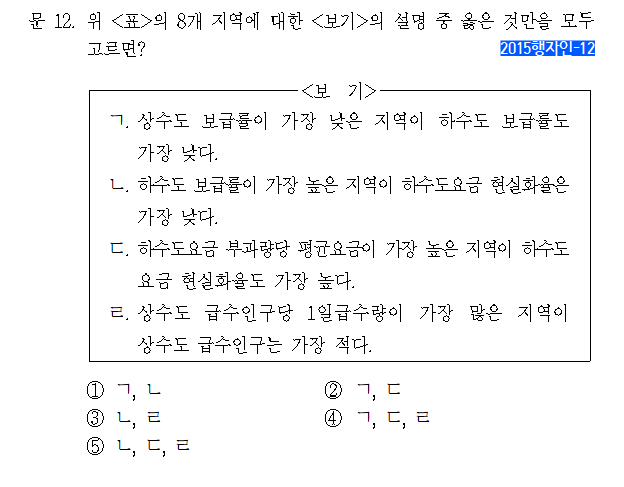 문 12. 위 <표>의 8개 지역에 대한 <보기>의 설명 중 옳은 것만을 모두
고르면?
2015행자인-12
<보 기>
ㄱ. 상수도 보급률이 가장 낮은 지역이 하수도 보급률도
가장 낮다.
ㄴ. 하수도 보급률이 가장 높은 지역이 하수도요금 현실화율은
가장 낮다.
ㄷ. 하수도요금 부과량당 평균요금이 가장 높은 지역이 하수도
요금 현실화율도 가장 높다.
ㄹ. 상수도 급수인구당 1일급수량이 가장 많은 지역이
상수도 급수인구는 가장 적다.
① ㄱ, ㄴ
② ㄱ, ㄷ
③ ㄴ, ㄹ
④ ㄱ, ㄷ, ㄹ
⑤ ㄴ, ㄷ, ㄹ